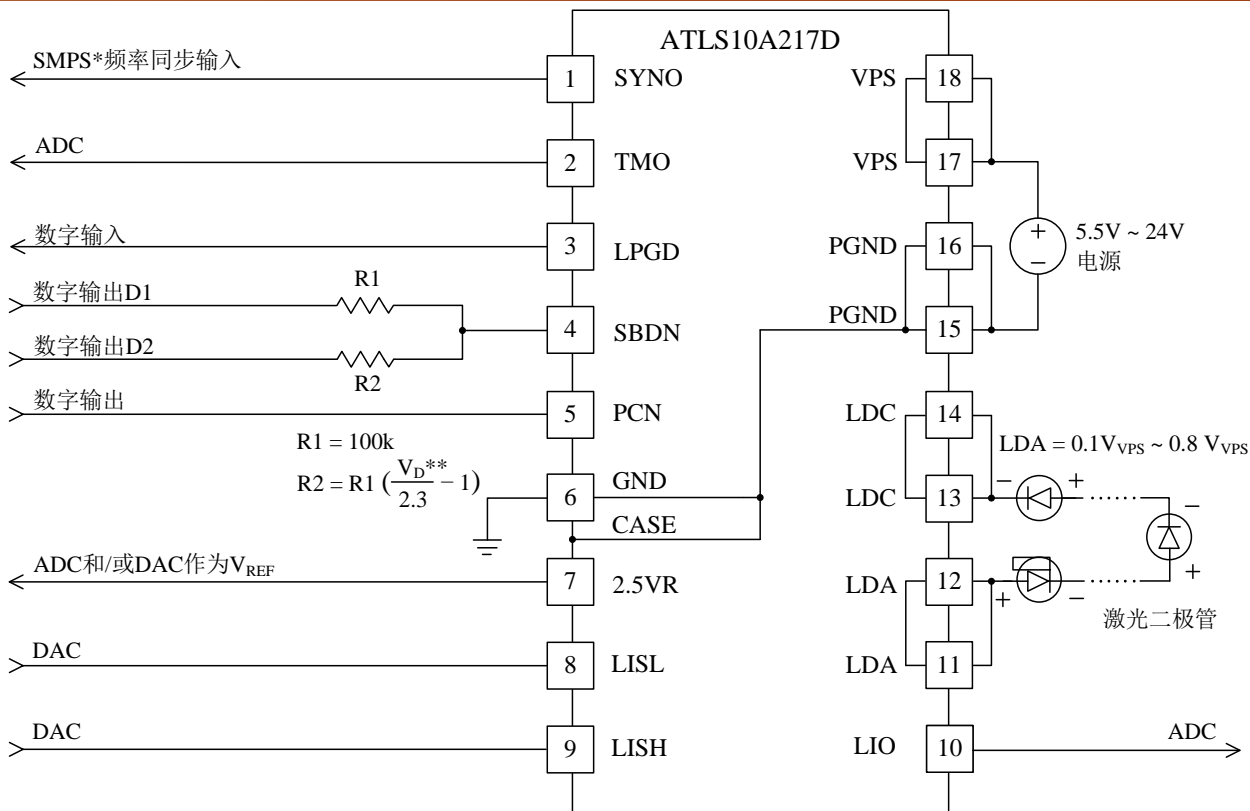 ATLS10A217D
SMPS*频率同步输入
1 SYNO
ADC
2 TMO
数字输入
3 LPGD
数字输出D1
R1
4 SBDN
数字输出D2
R2
数字输出
5 PCN
R1 = 100k
R2 = R1 (V_D**/2.3 − 1)
6 GND
CASE
ADC和/或DAC作为V_REF
7 2.5VR
DAC
8 LISL
DAC
9 LISH
VPS 18
VPS 17
+
−
5.5V ~ 24V
电源
PGND 16
PGND 15
LDC 14
LDA = 0.1V_VPS ~ 0.8 V_VPS
LDC 13
− +
−
+
LDA 12
+ −
激光二极管
LDA 11
LIO 10
ADC